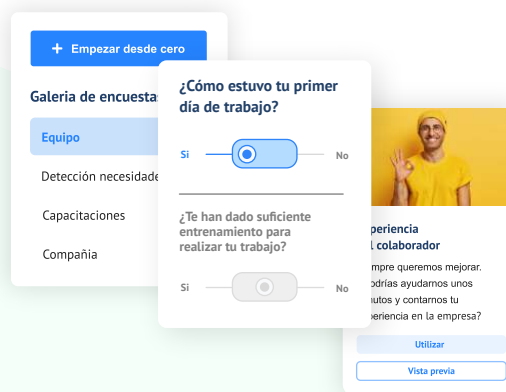 + Empezar desde cero
Galeria de encuestas
Equipo
Detección necesidade
Capacitaciones
Compañia
¿Cómo estuvo tu primer
día de trabajo?
Si
No
¿Te han dado suficiente
entrenamiento para
realizar tu trabajo?
Si
No
periencia
l colaborador
mpre queremos mejorar.
odrías ayudarnos unos
nutos y contarnos tu
periencia en la empresa?
Utilizar
Vista previa